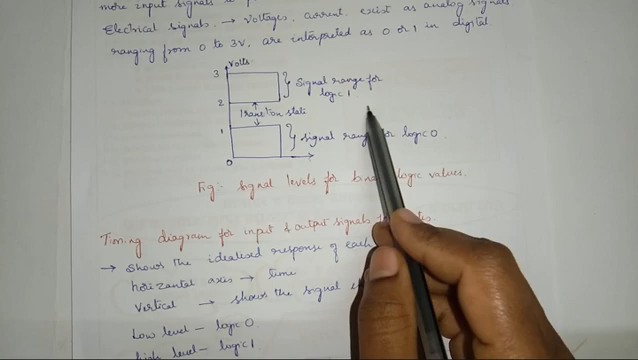 more input signals
Electrical signals, → voltages, current, exist as analog signals
ranging from 0 to 3V, are interpreted as 0 or 1 in digital.
Volts.
3
Signal range for
logic 1
2
Transition state
1
signal range for logic 0.
0
Fig:- Signal levels for logic values.
Timing diagram for input & output signals
→ Shows the idealised response of each
horizantal axis → time
Vertical → shows the signal
Low level - logic 0.
high level - logic 1.